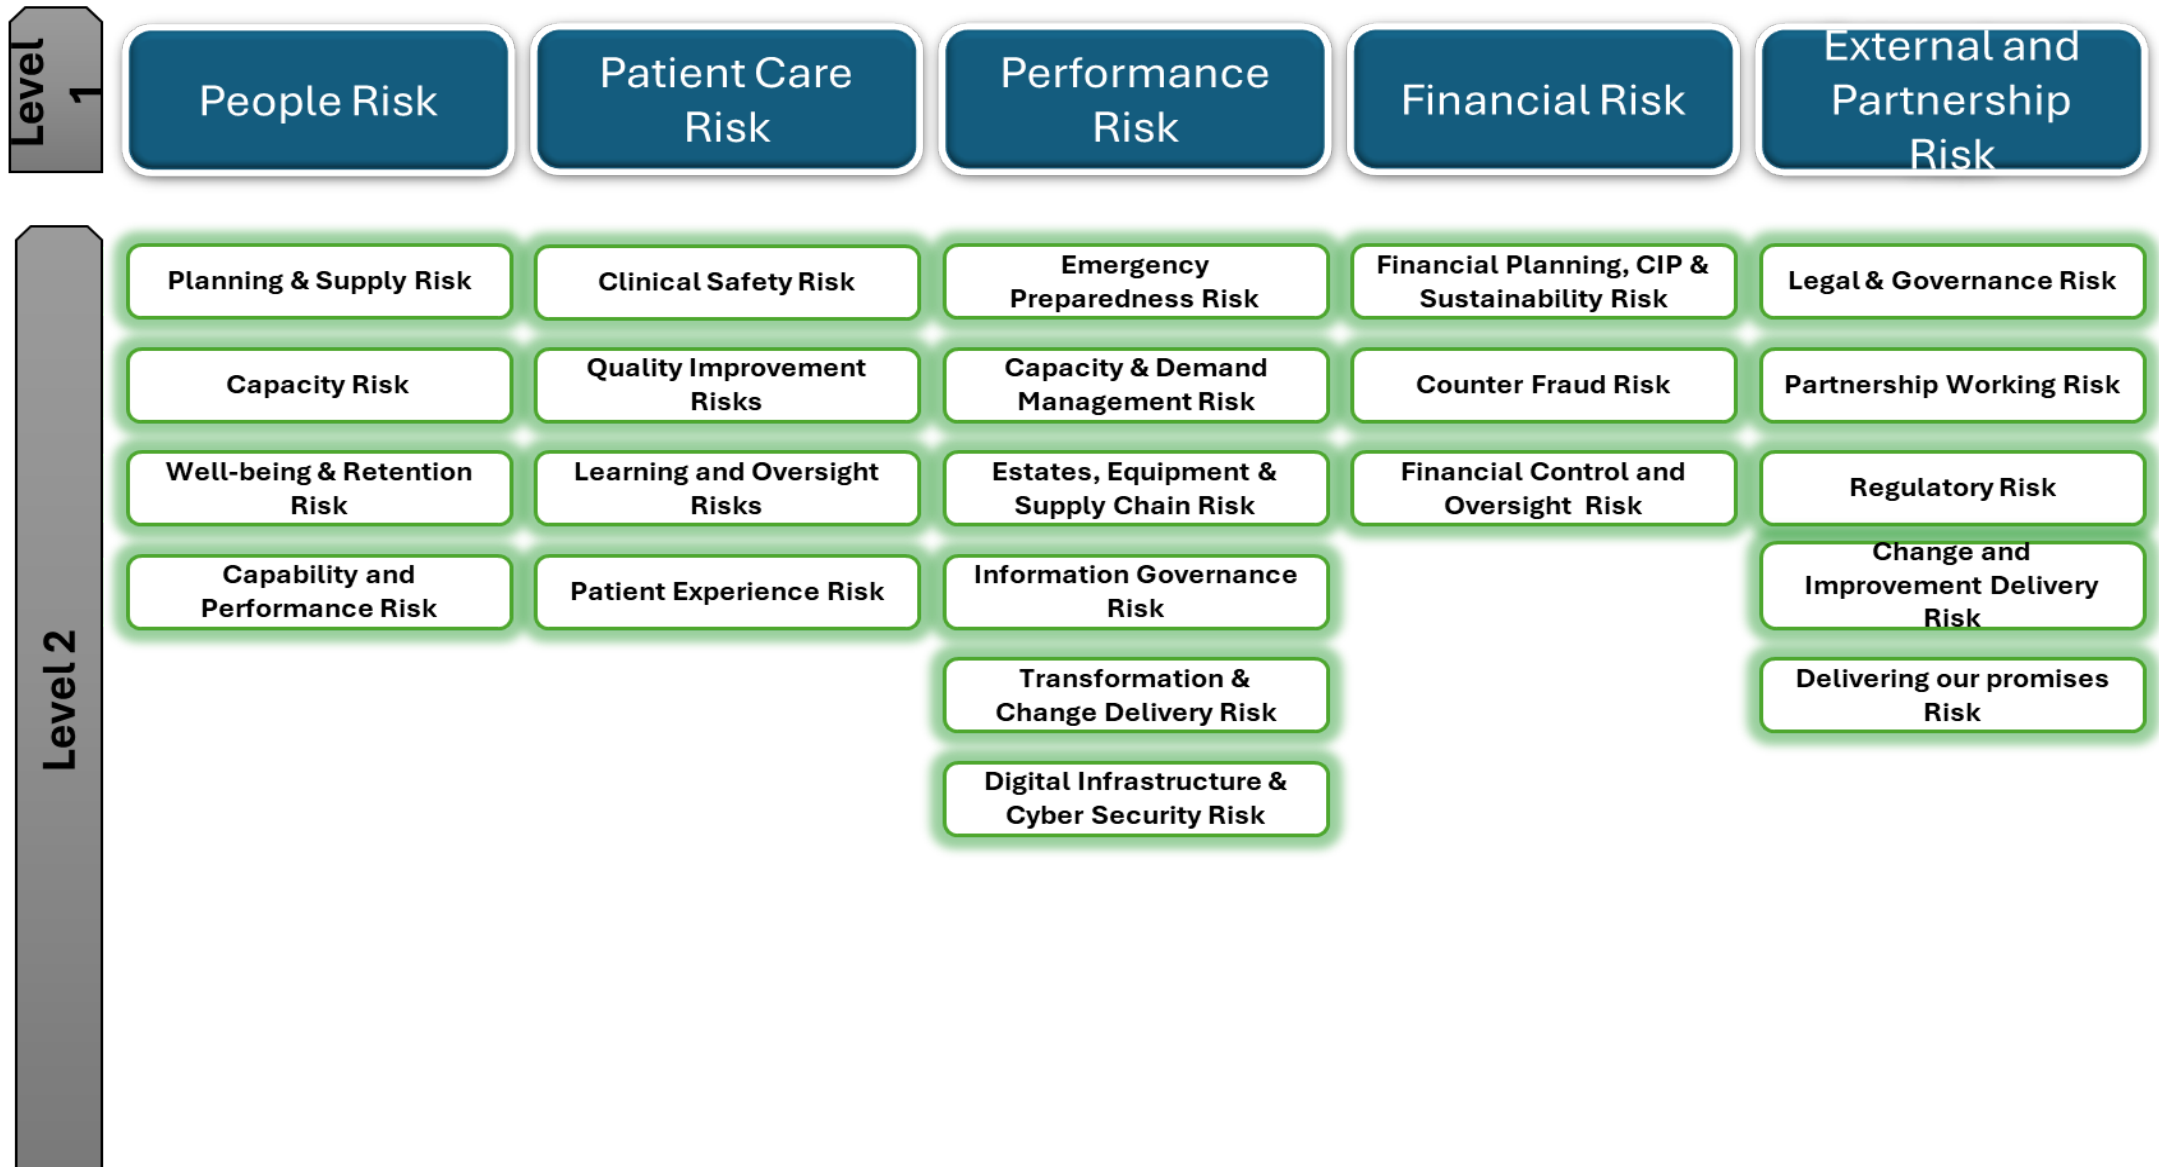 Level
1
People Risk
Patient Care
Risk
Performance
Risk
Financial Risk
External and
Partnership
Risk
Level 2
Planning & Supply Risk
Capacity Risk
Well-being & Retention
Risk
Capability and
Performance Risk
Clinical Safety Risk
Quality Improvement
Risks
Learning and Oversight
Risks
Patient Experience Risk
Emergency
Preparedness Risk
Capacity & Demand
Management Risk
Estates, Equipment &
Supply Chain Risk
Information Governance
Risk
Transformation &
Change Delivery Risk
Digital Infrastructure &
Cyber Security Risk
Financial Planning, CIP &
Sustainability Risk
Counter Fraud Risk
Financial Control and
Oversight Risk
Legal & Governance Risk
Partnership Working Risk
Regulatory Risk
Change and
Improvement Delivery
Risk
Delivering our promises
Risk